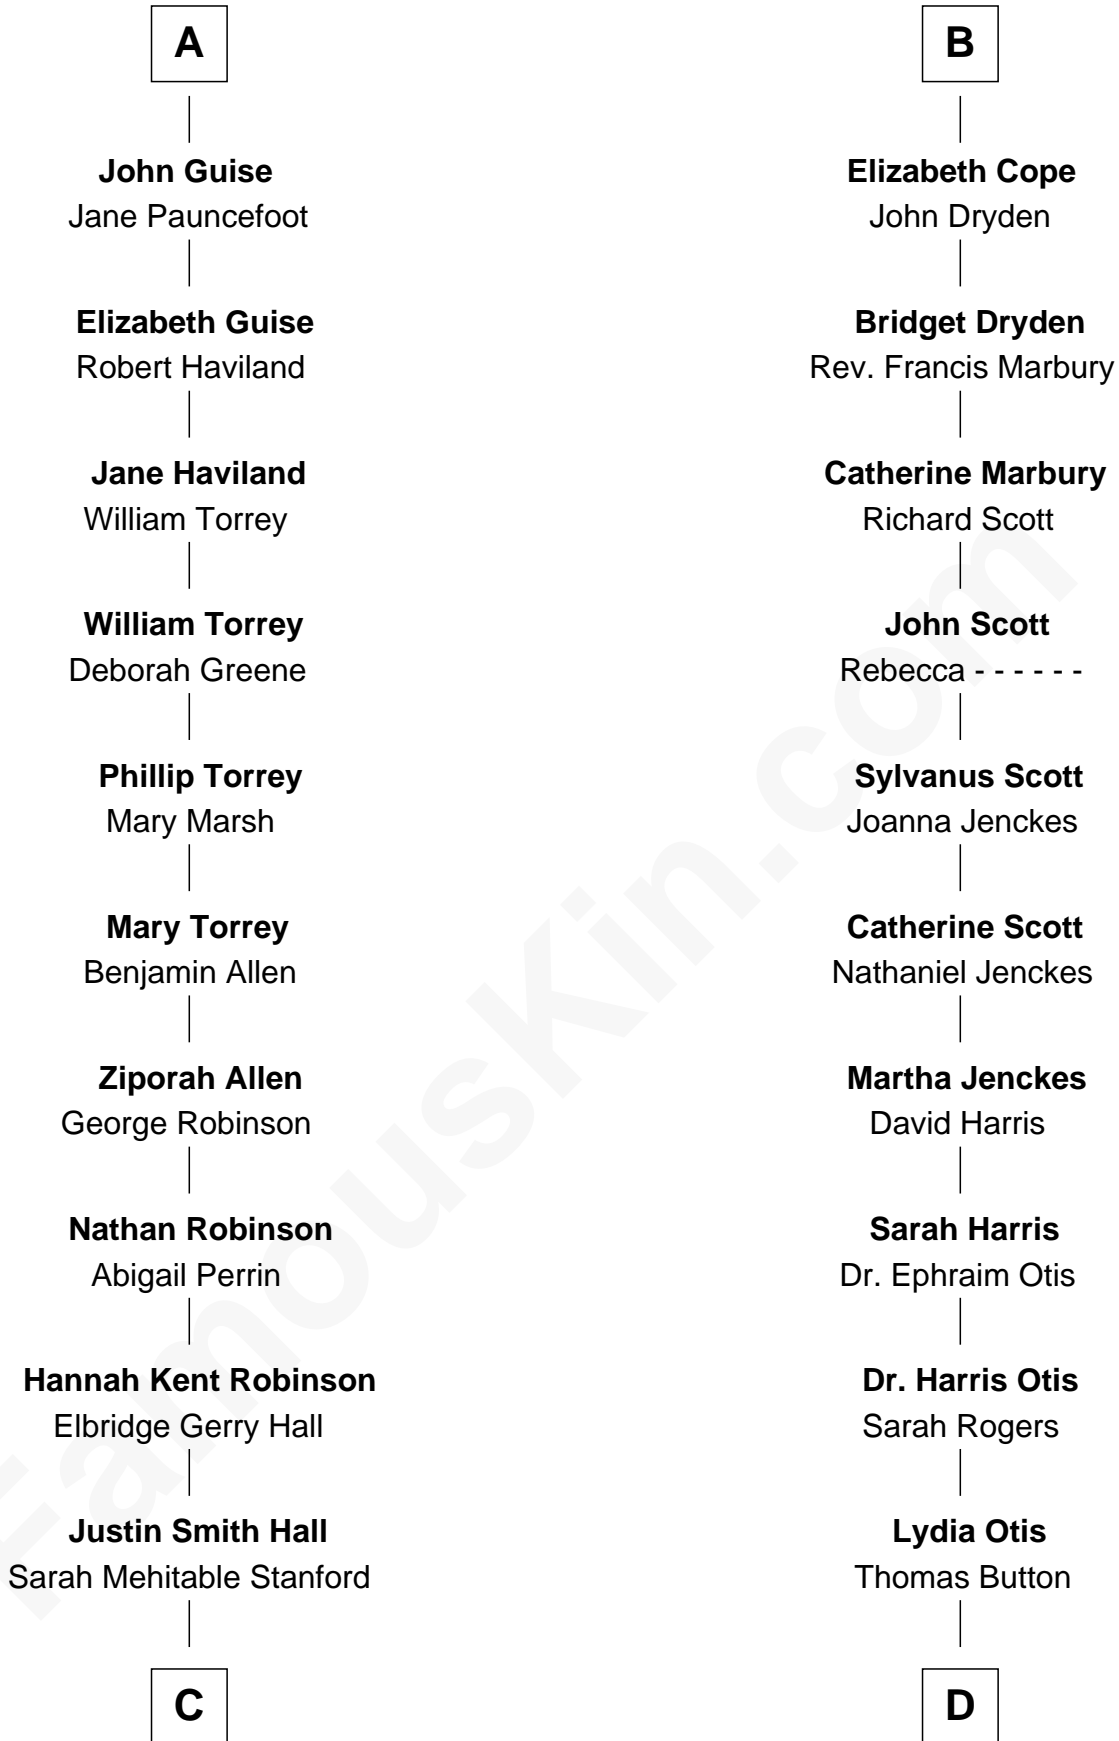 A
John Guise
Jane Pauncefoot
Elizabeth Guise
Robert Haviland
Jane Haviland
William Torrey
William Torrey
Deborah Greene
Phillip Torrey
Mary Marsh
Mary Torrey
Benjamin Allen
Ziporah Allen
George Robinson
Nathan Robinson
Abigail Perrin
Hannah Kent Robinson
Elbridge Gerry Hall
Justin Smith Hall
Sarah Mehitable Stanford
C
B
Elizabeth Cope
John Dryden
Bridget Dryden
Rev. Francis Marbury
Catherine Marbury
Richard Scott
John Scott
Rebecca - - - - - -
Sylvanus Scott
Joanna Jenckes
Catherine Scott
Nathaniel Jenckes
Martha Jenckes
David Harris
Sarah Harris
Dr. Ephraim Otis
Dr. Harris Otis
Sarah Rogers
Lydia Otis
Thomas Button
D
FamousKin.com